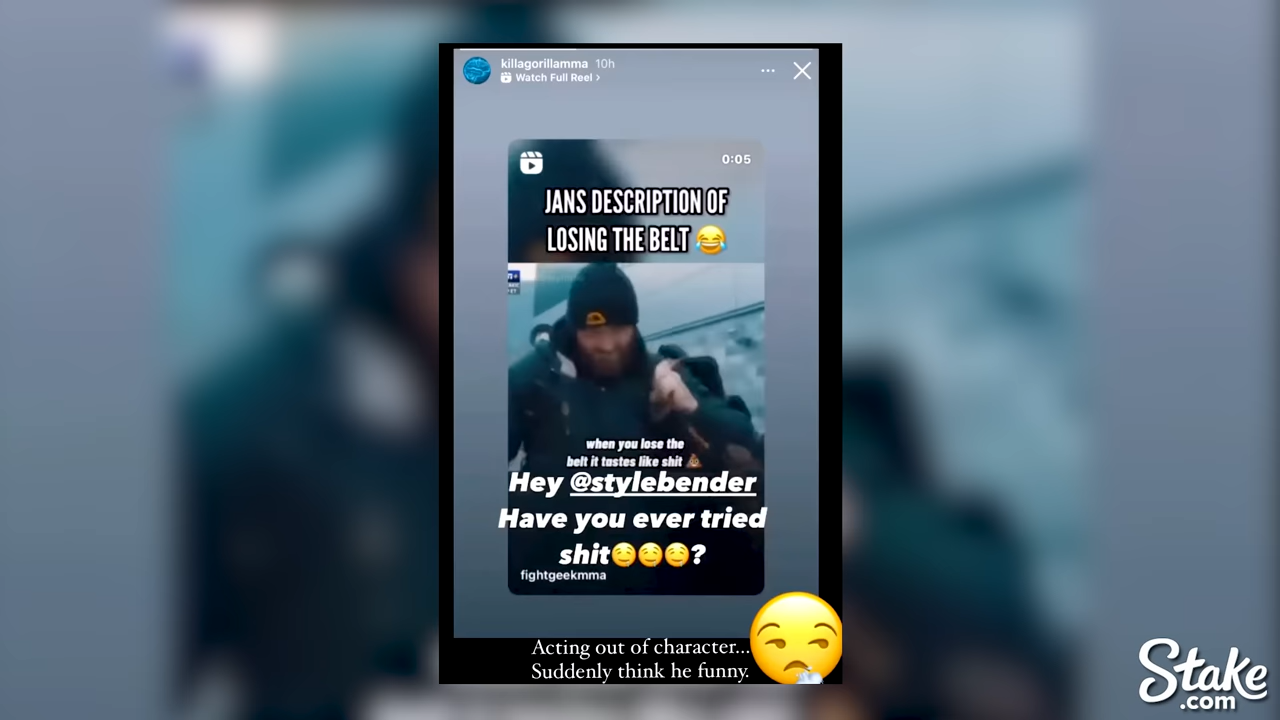 killagorillamma 10h
Watch Full Reel >
0:05
JANS DESCRIPTION OF
LOSING THE BELT 😂
when you lose the
belt it tastes like shit 💩
Hey @stylebender
Have you ever tried
shit🤤🤤🤤?
fightgeekmma
Acting out of character...
Suddenly think he funny.
Stake
.com